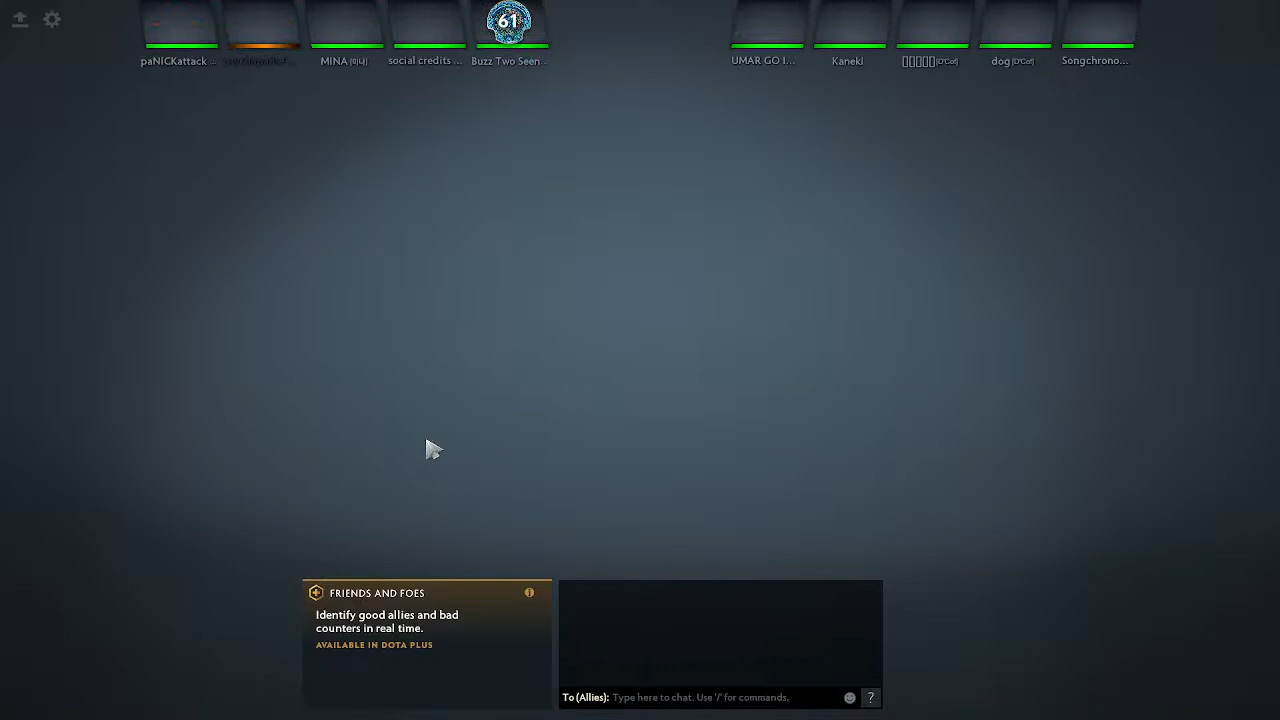 61
paNICKattack ...
MINA
social credits ...
Buzz Two Seen...
UMAR GO I...
Kaneki
[D'Cof]
dog [D'Cof]
Songchrono...
FRIENDS AND FOES
Identify good allies and bad
counters in real time.
AVAILABLE IN DOTA PLUS
To (Allies): Type here to chat. Use '/' for commands.
?